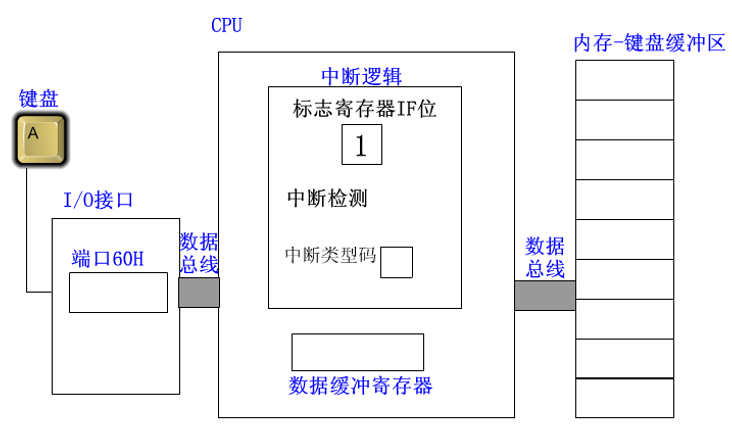 CPU
内存-键盘缓冲区
键盘
A
中断逻辑
标志寄存器IF位
1
中断检测
中断类型码
I/O接口
端口60H
数据
总线
数据
总线
数据缓冲寄存器